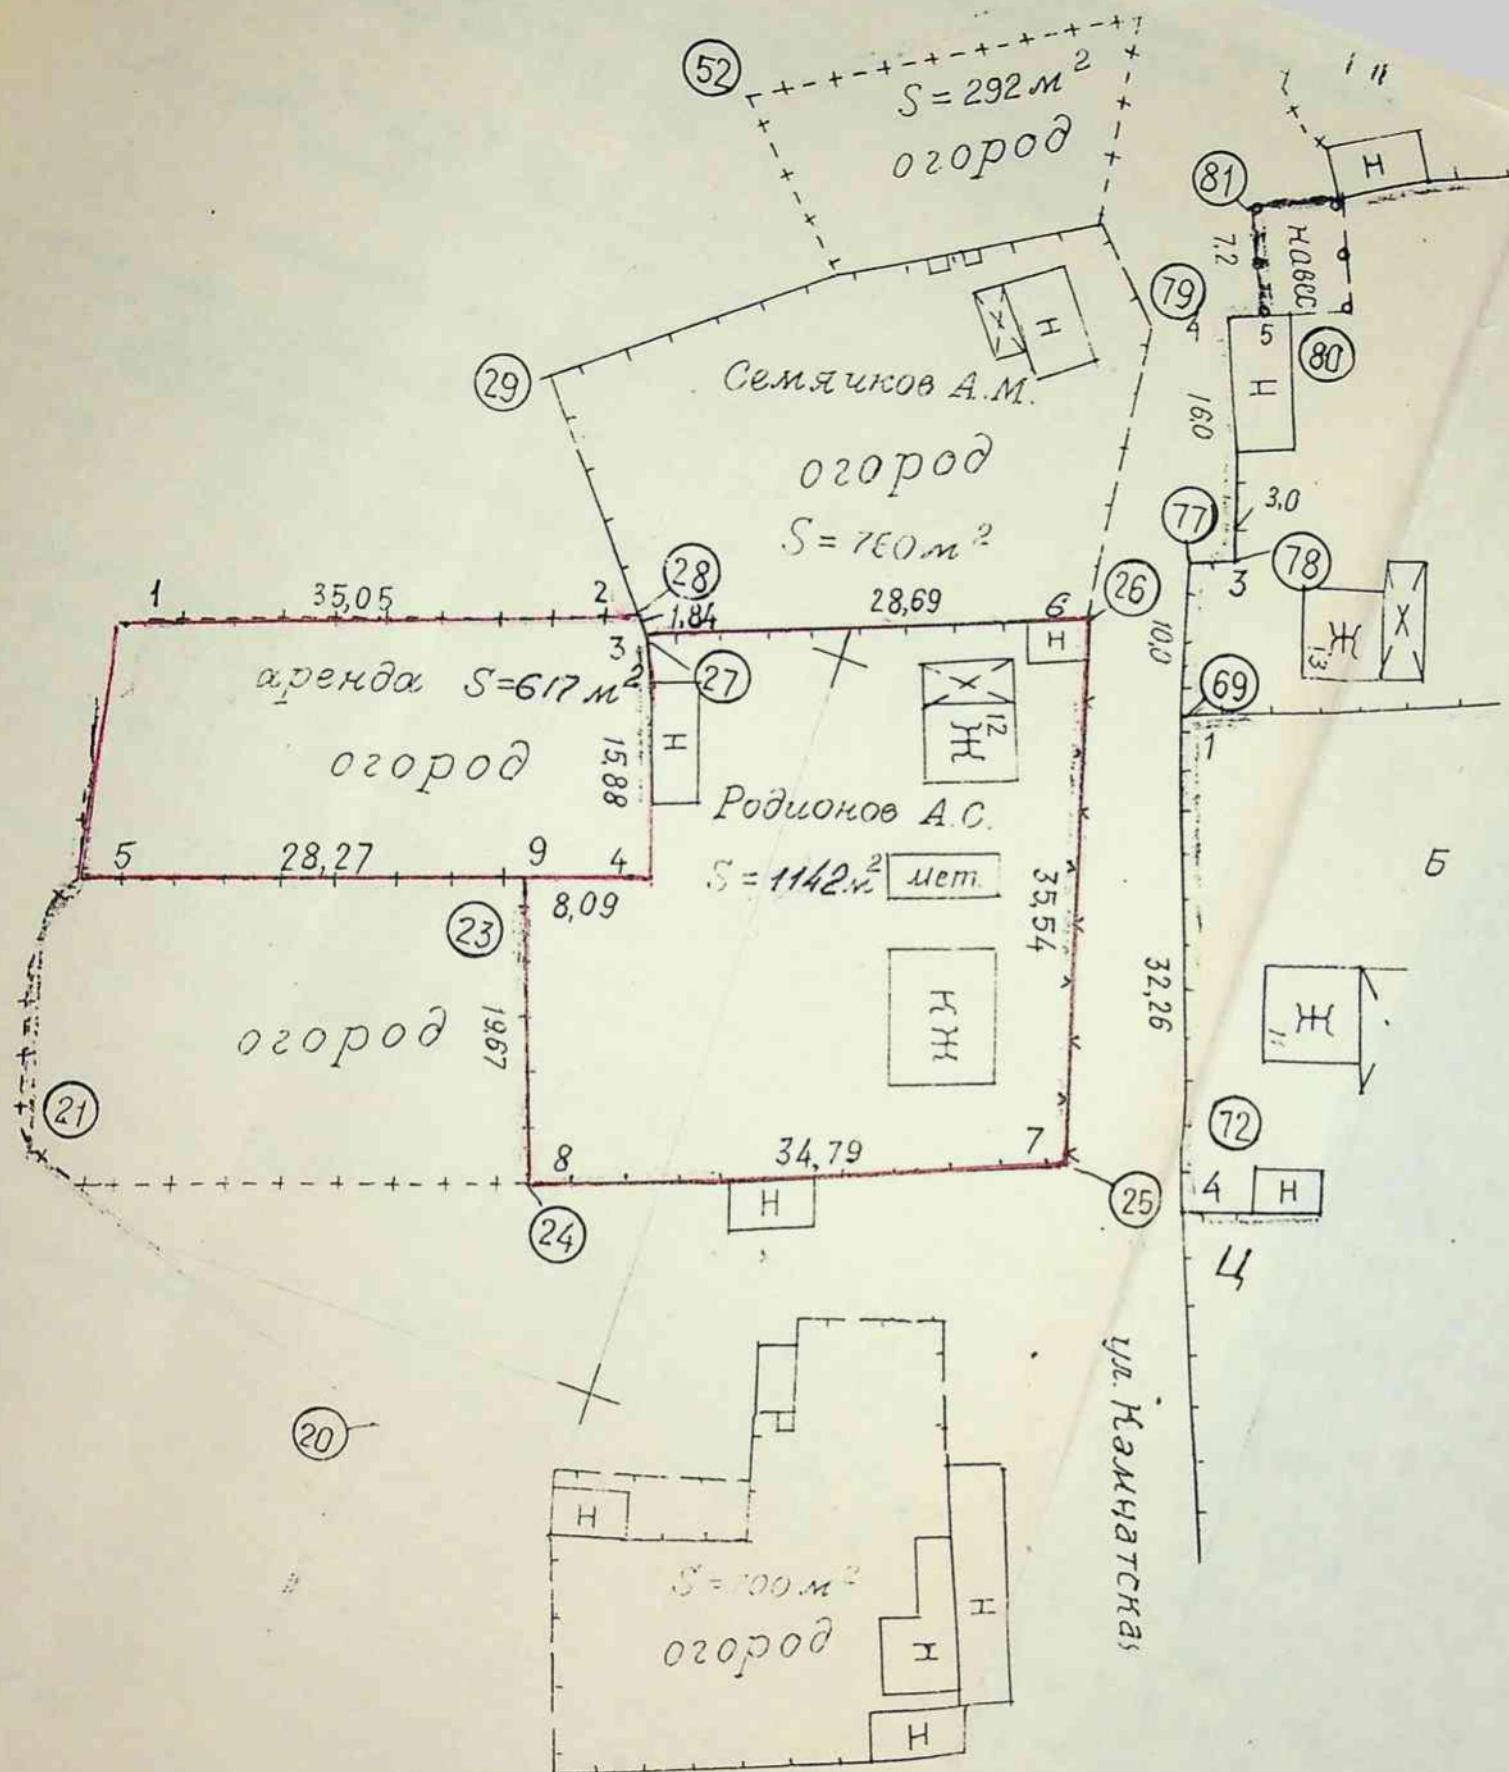 52
S = 292 м²
огород
81
Н
7,2
навес
79
4
5
80
Н
29
Семячков А.М.
Х
Н
16,0
огород
S = 760 м²
77
3,0
78
3
28
1
35,05
2
1,84
28,69
6
26
10,0
Ж
13
Х
3
27
Н
аренда S = 617 м²
огород
15,88
Н
Х
Ж
12
69
1
Родионов А.С.
S = 1142 м²
мет.
35,54
Б
5
28,27
9
4
8,09
23
огород
19,67
КЖ
32,26
Ж
11
21
72
8
34,79
7
25
4
Н
24
Н
Ц
ул. Камчатская
20
Н
огород
Н
Н
Н